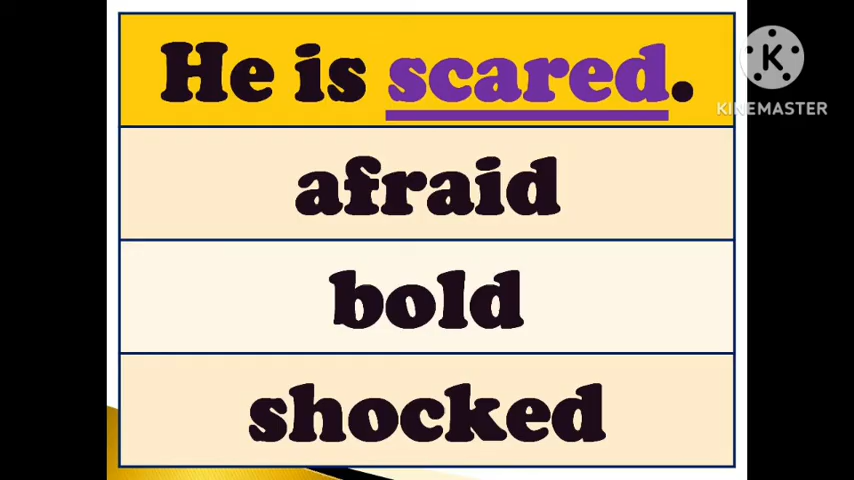 He is scared.
afraid
bold
shocked
K
KINEMASTER